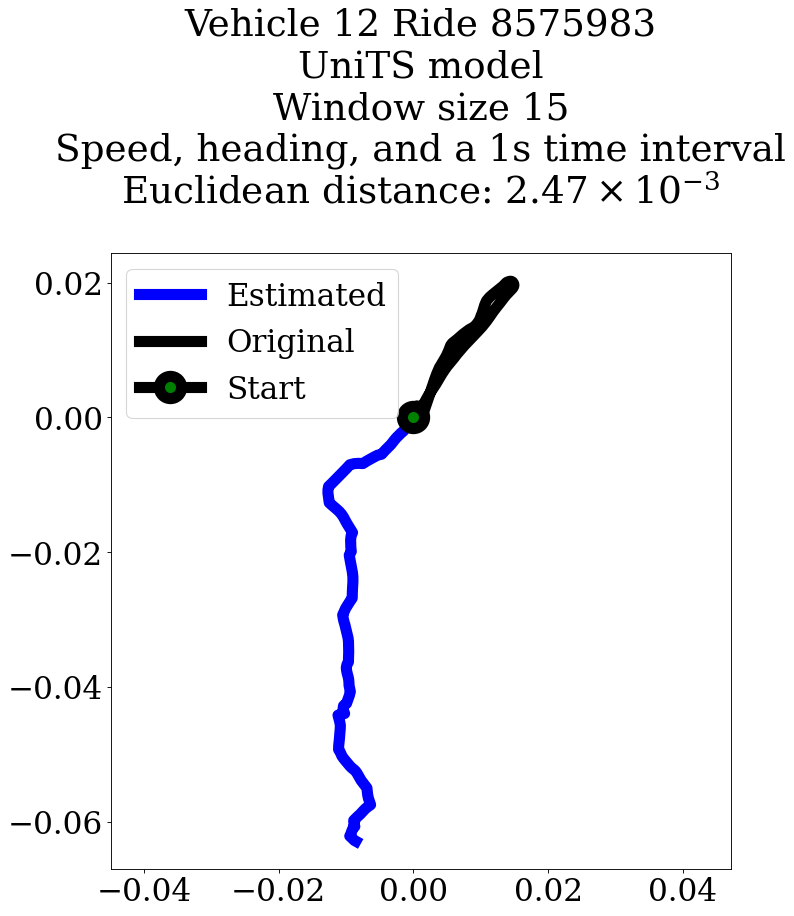 Vehicle 12 Ride 8575983
UniTS model
Window size 15
Speed, heading, and a 1s time interval
Euclidean distance: 2.47 × 10⁻³
Estimated
Original
Start
0.02
0.00
−0.02
−0.04
−0.06
−0.04 −0.02 0.00 0.02 0.04